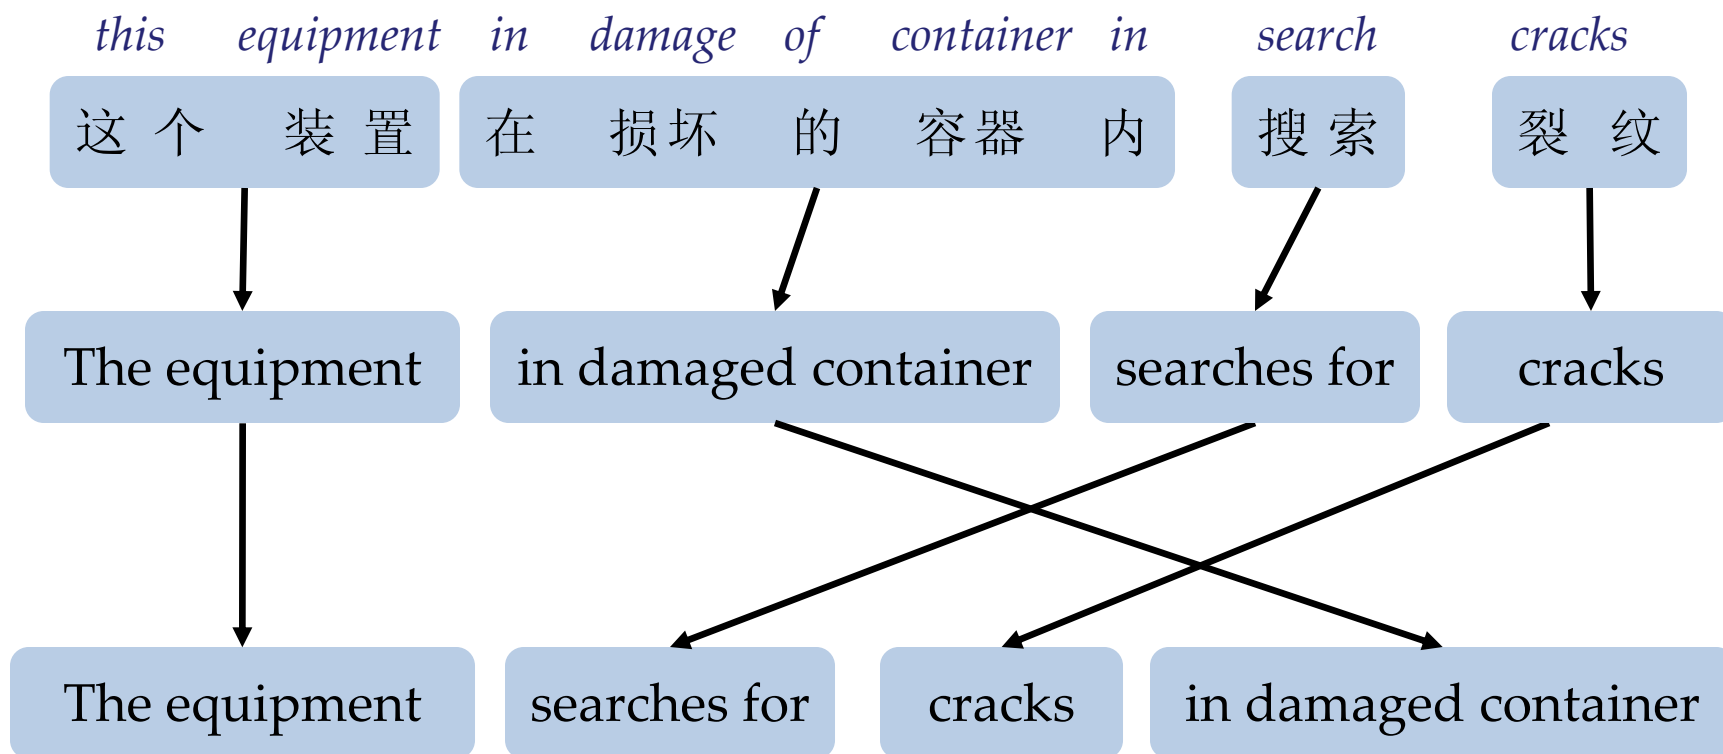 this equipment in damage of container in search cracks
这个 装置 在 损坏 的 容器 内 搜索 裂纹
The equipment in damaged container searches for cracks
The equipment searches for cracks in damaged container